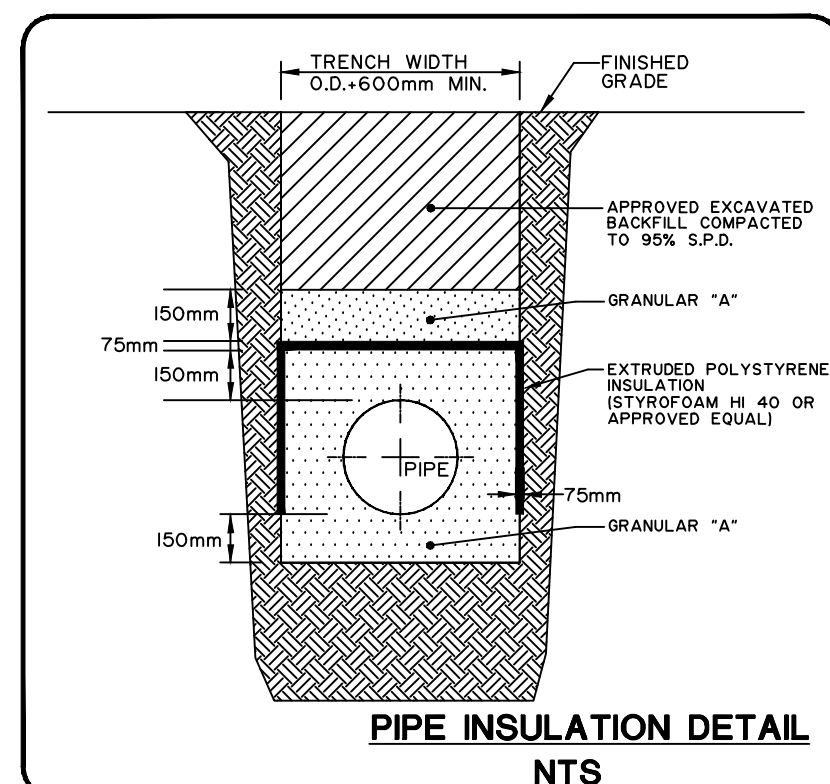 TRENCH WIDTH
O.D.+600mm MIN.
FINISHED
GRADE
APPROVED EXCAVATED
BACKFILL COMPACTED
TO 95% S.P.D.
150mm
GRANULAR "A"
75mm
150mm
EXTRUDED POLYSTYRENE
INSULATION
(STYROFOAM HI 40 OR
APPROVED EQUAL)
PIPE
75mm
150mm
GRANULAR "A"
PIPE INSULATION DETAIL
NTS